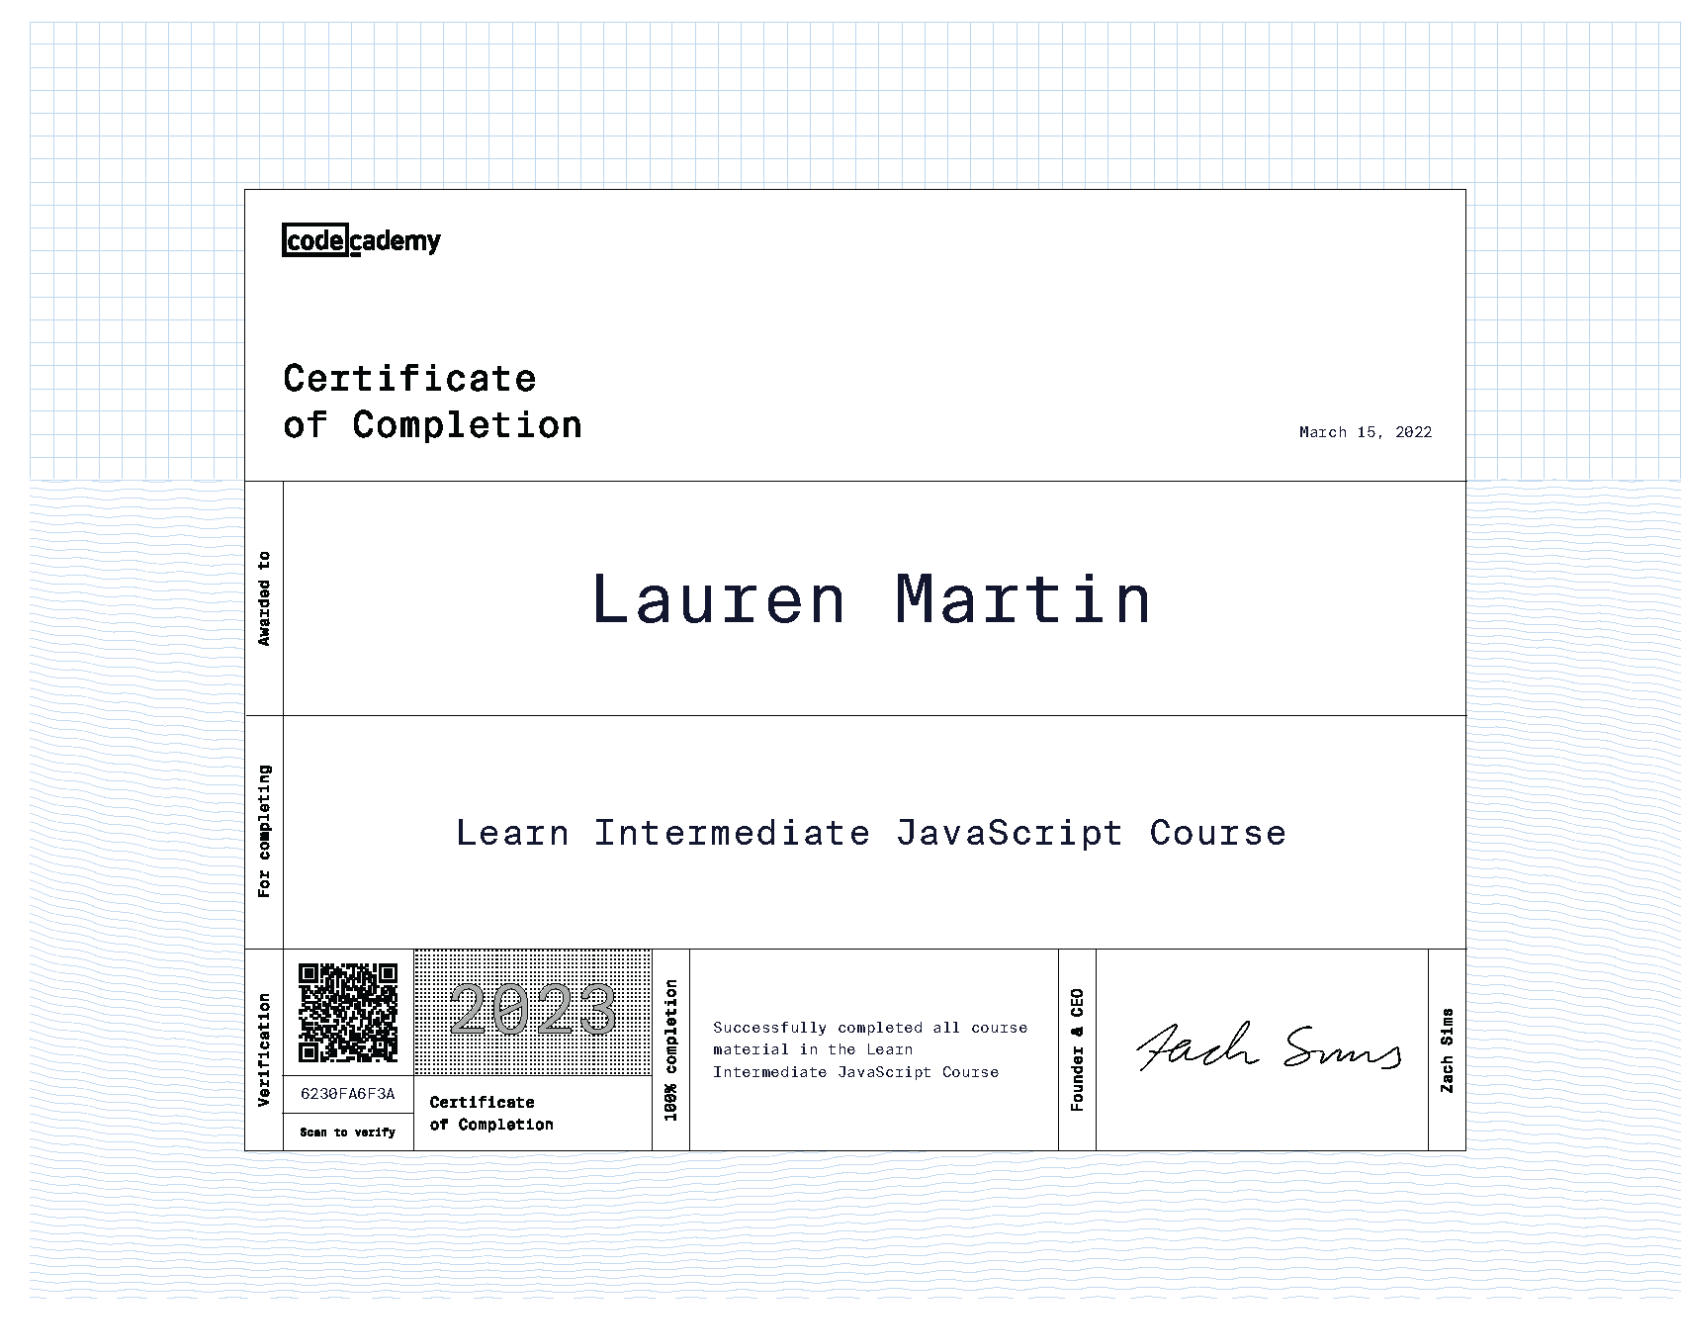 codecademy
Certificate
of Completion
March 15, 2022
Awarded to
Lauren Martin
For completing
Learn Intermediate JavaScript Course
Verification
6230FA6F3A
Scan to verify
2023
Certificate
of Completion
100% completion
Successfully completed all course
material in the Learn
Intermediate JavaScript Course
Founder & CEO
Zach Sims
Zach Sims